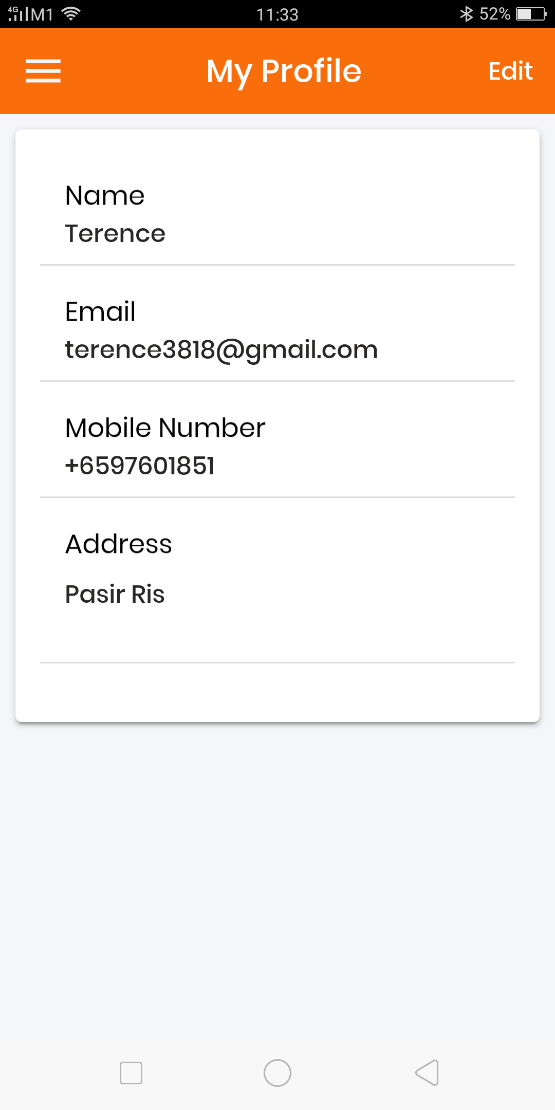 4G M1 11:33 52%
My Profile Edit
Name
Terence
Email
terence3818@gmail.com
Mobile Number
+6597601851
Address
Pasir Ris